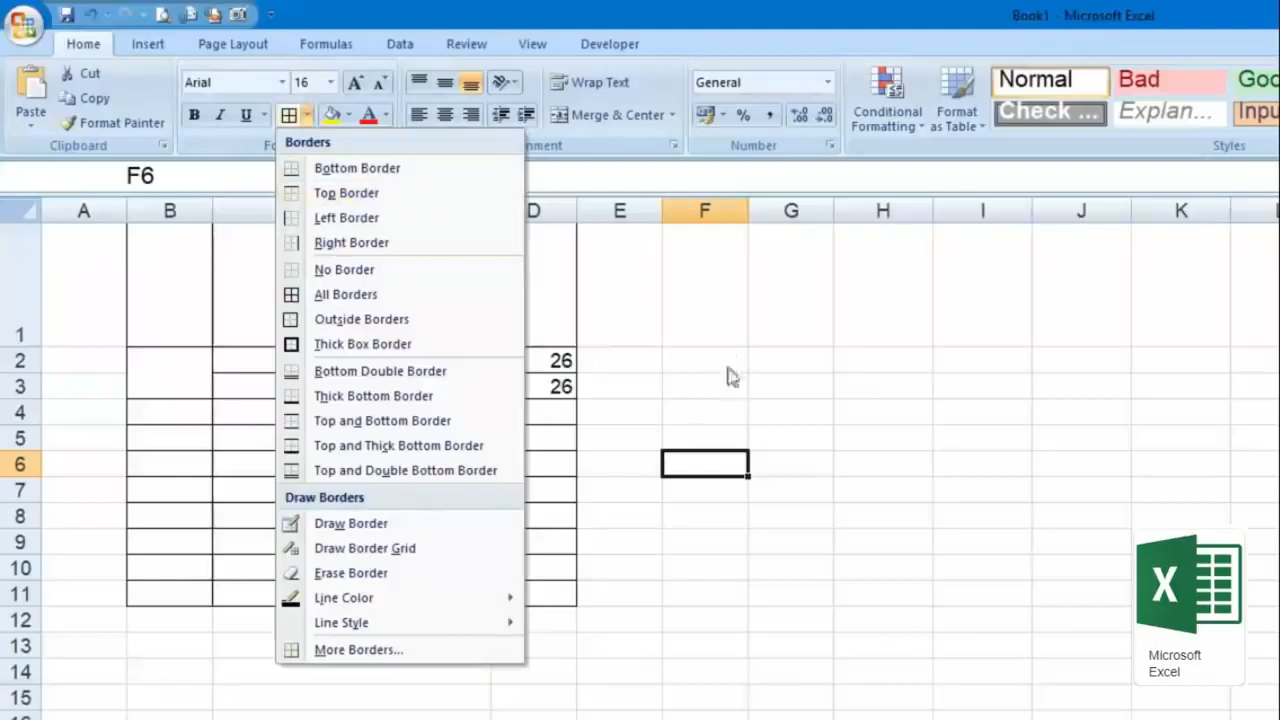 Book1 - Microsoft Excel
Home Insert Page Layout Formulas Data Review View Developer
Paste
Cut
Copy
Format Painter
Clipboard
Arial 16
B I U
Wrap Text
Merge & Center
nment
General
% ,
Number
Conditional Formatting
Format as Table
Normal Bad Goo
Check ... Explan... Inpu
Styles
F6
A B D E F G H I J K
1
2 26
3 26
4
5
6
7
8
9
10
11
12
13
14
15
Borders
Bottom Border
Top Border
Left Border
Right Border
No Border
All Borders
Outside Borders
Thick Box Border
Bottom Double Border
Thick Bottom Border
Top and Bottom Border
Top and Thick Bottom Border
Top and Double Bottom Border
Draw Borders
Draw Border
Draw Border Grid
Erase Border
Line Color
Line Style
More Borders...
X
Microsoft
Excel